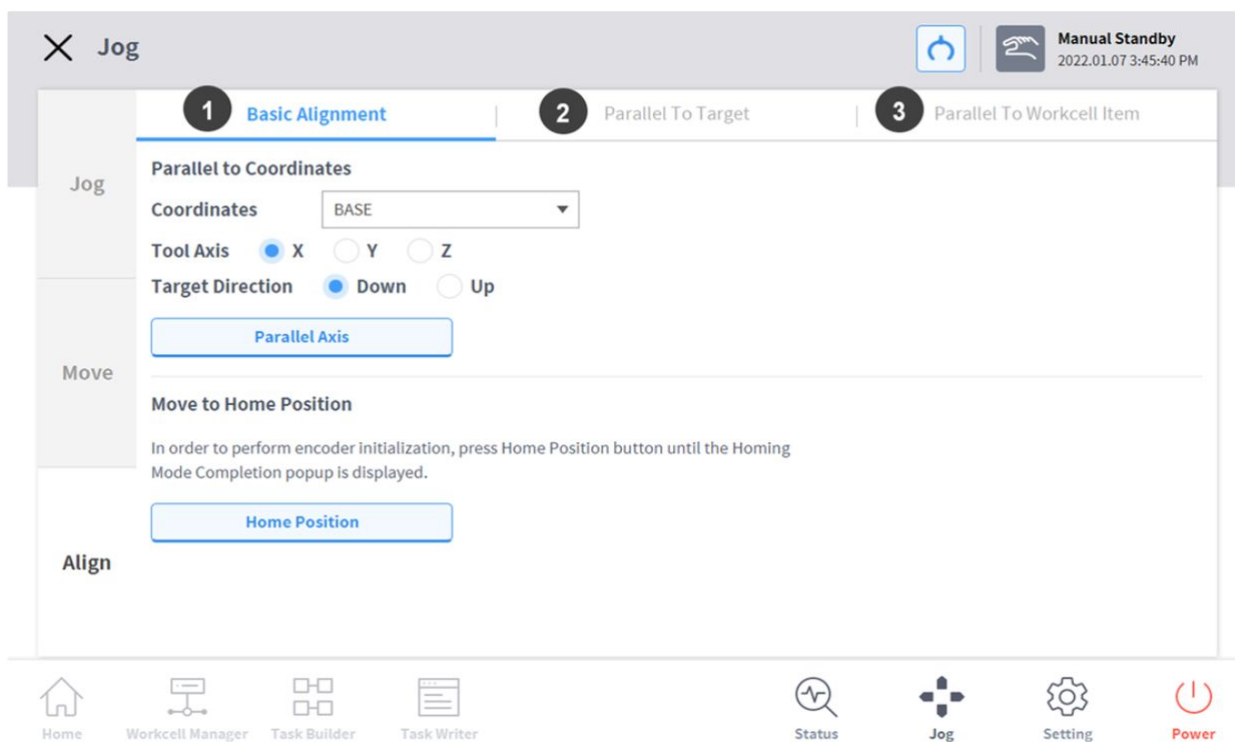 Jog
Manual Standby
2022.01.07 3:45:40 PM
Jog
Move
Align
1 Basic Alignment
2 Parallel To Target
3 Parallel To Workcell Item
Parallel to Coordinates
Coordinates BASE
Tool Axis X Y Z
Target Direction Down Up
Parallel Axis
Move to Home Position
In order to perform encoder initialization, press Home Position button until the Homing
Mode Completion popup is displayed.
Home Position
Home Workcell Manager Task Builder Task Writer Status Jog Setting Power